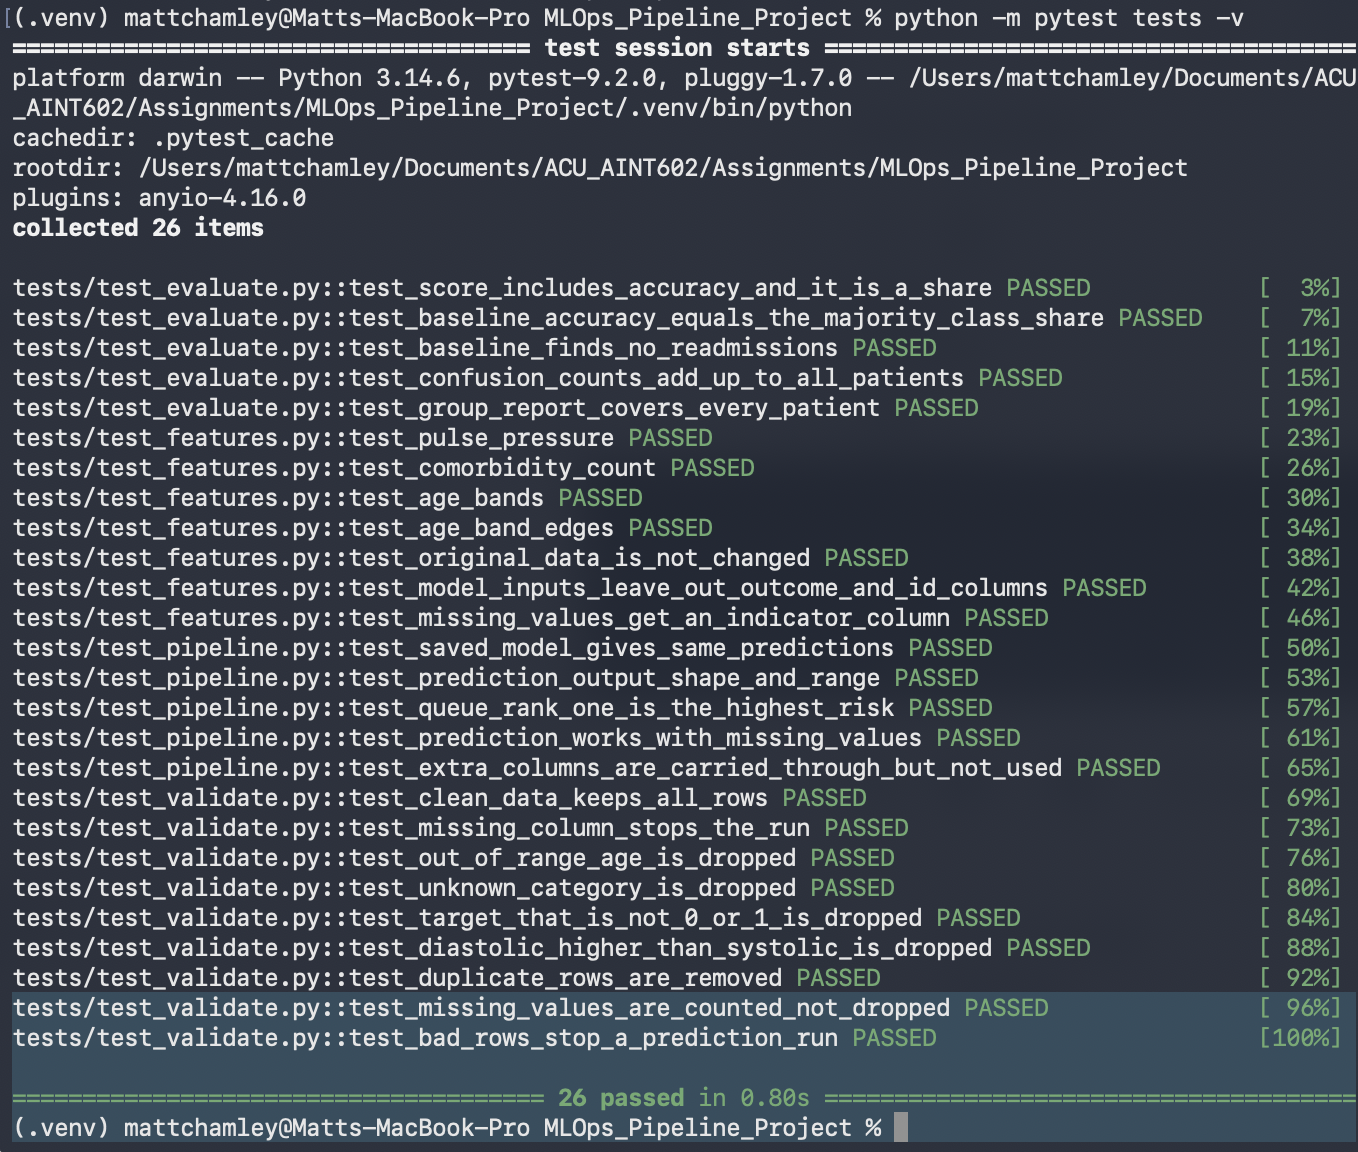 [(.venv) mattchamley@Matts-MacBook-Pro MLOps_Pipeline_Project % python -m pytest tests -v
=================================== test session starts ====================================
platform darwin -- Python 3.14.6, pytest-9.2.0, pluggy-1.7.0 -- /Users/mattchamley/Documents/ACU
_AINT602/Assignments/MLOps_Pipeline_Project/.venv/bin/python
cachedir: .pytest_cache
rootdir: /Users/mattchamley/Documents/ACU_AINT602/Assignments/MLOps_Pipeline_Project
plugins: anyio-4.16.0
collected 26 items
tests/test_evaluate.py::test_score_includes_accuracy_and_it_is_a_share PASSED [  3%]
tests/test_evaluate.py::test_baseline_accuracy_equals_the_majority_class_share PASSED [  7%]
tests/test_evaluate.py::test_baseline_finds_no_readmissions PASSED [ 11%]
tests/test_evaluate.py::test_confusion_counts_add_up_to_all_patients PASSED [ 15%]
tests/test_evaluate.py::test_group_report_covers_every_patient PASSED [ 19%]
tests/test_features.py::test_pulse_pressure PASSED [ 23%]
tests/test_features.py::test_comorbidity_count PASSED [ 26%]
tests/test_features.py::test_age_bands PASSED [ 30%]
tests/test_features.py::test_age_band_edges PASSED [ 34%]
tests/test_features.py::test_original_data_is_not_changed PASSED [ 38%]
tests/test_features.py::test_model_inputs_leave_out_outcome_and_id_columns PASSED [ 42%]
tests/test_features.py::test_missing_values_get_an_indicator_column PASSED [ 46%]
tests/test_pipeline.py::test_saved_model_gives_same_predictions PASSED [ 50%]
tests/test_pipeline.py::test_prediction_output_shape_and_range PASSED [ 53%]
tests/test_pipeline.py::test_queue_rank_one_is_the_highest_risk PASSED [ 57%]
tests/test_pipeline.py::test_prediction_works_with_missing_values PASSED [ 61%]
tests/test_pipeline.py::test_extra_columns_are_carried_through_but_not_used PASSED [ 65%]
tests/test_validate.py::test_clean_data_keeps_all_rows PASSED [ 69%]
tests/test_validate.py::test_missing_column_stops_the_run PASSED [ 73%]
tests/test_validate.py::test_out_of_range_age_is_dropped PASSED [ 76%]
tests/test_validate.py::test_unknown_category_is_dropped PASSED [ 80%]
tests/test_validate.py::test_target_that_is_not_0_or_1_is_dropped PASSED [ 84%]
tests/test_validate.py::test_diastolic_higher_than_systolic_is_dropped PASSED [ 88%]
tests/test_validate.py::test_duplicate_rows_are_removed PASSED [ 92%]
tests/test_validate.py::test_missing_values_are_counted_not_dropped PASSED [ 96%]
tests/test_validate.py::test_bad_rows_stop_a_prediction_run PASSED [100%]
====================================== 26 passed in 0.80s ======================================
(.venv) mattchamley@Matts-MacBook-Pro MLOps_Pipeline_Project %